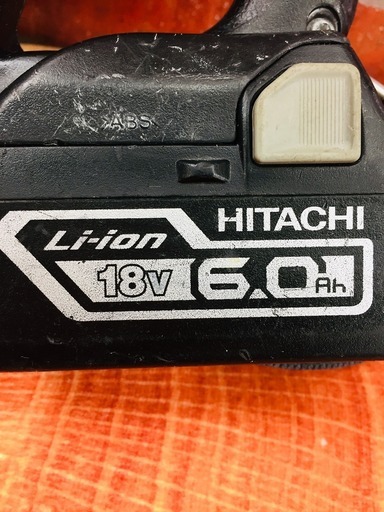 ABS
HITACHI
Li-ion
18V 6.0Ah